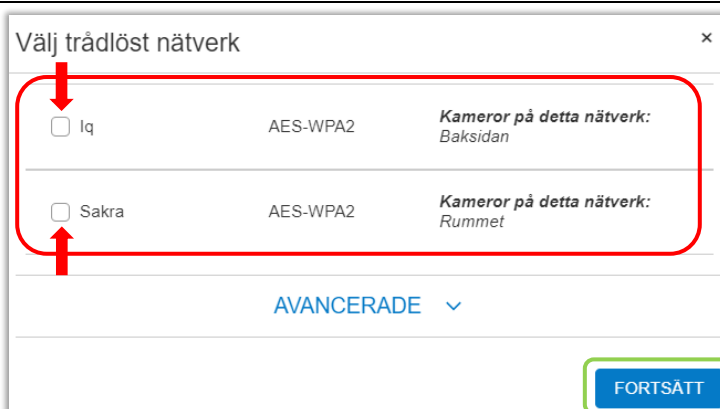 Välj trådlöst nätverk ×
Iq AES-WPA2 Kameror på detta nätverk:
Baksidan
Sakra AES-WPA2 Kameror på detta nätverk:
Rummet
AVANCERADE
FORTSÄTT